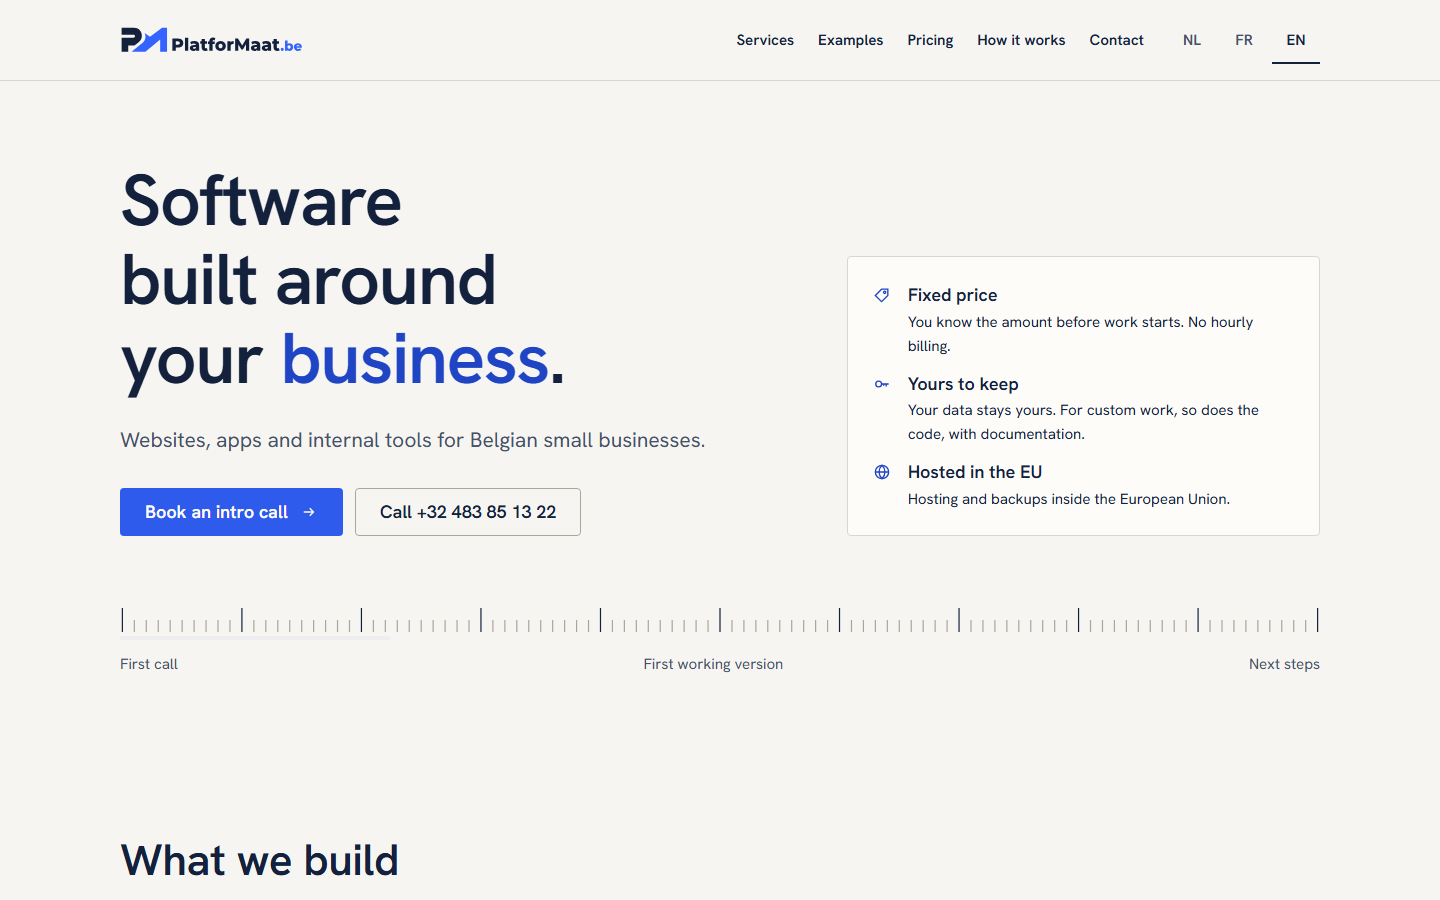 PlatforMaat.be
Services Examples Pricing How it works Contact NL FR EN
Software
built around
your business.
Websites, apps and internal tools for Belgian small businesses.
Book an intro call → Call +32 483 85 13 22
Fixed price
You know the amount before work starts. No hourly
billing.
Yours to keep
Your data stays yours. For custom work, so does the
code, with documentation.
Hosted in the EU
Hosting and backups inside the European Union.
First call First working version Next steps
What we build